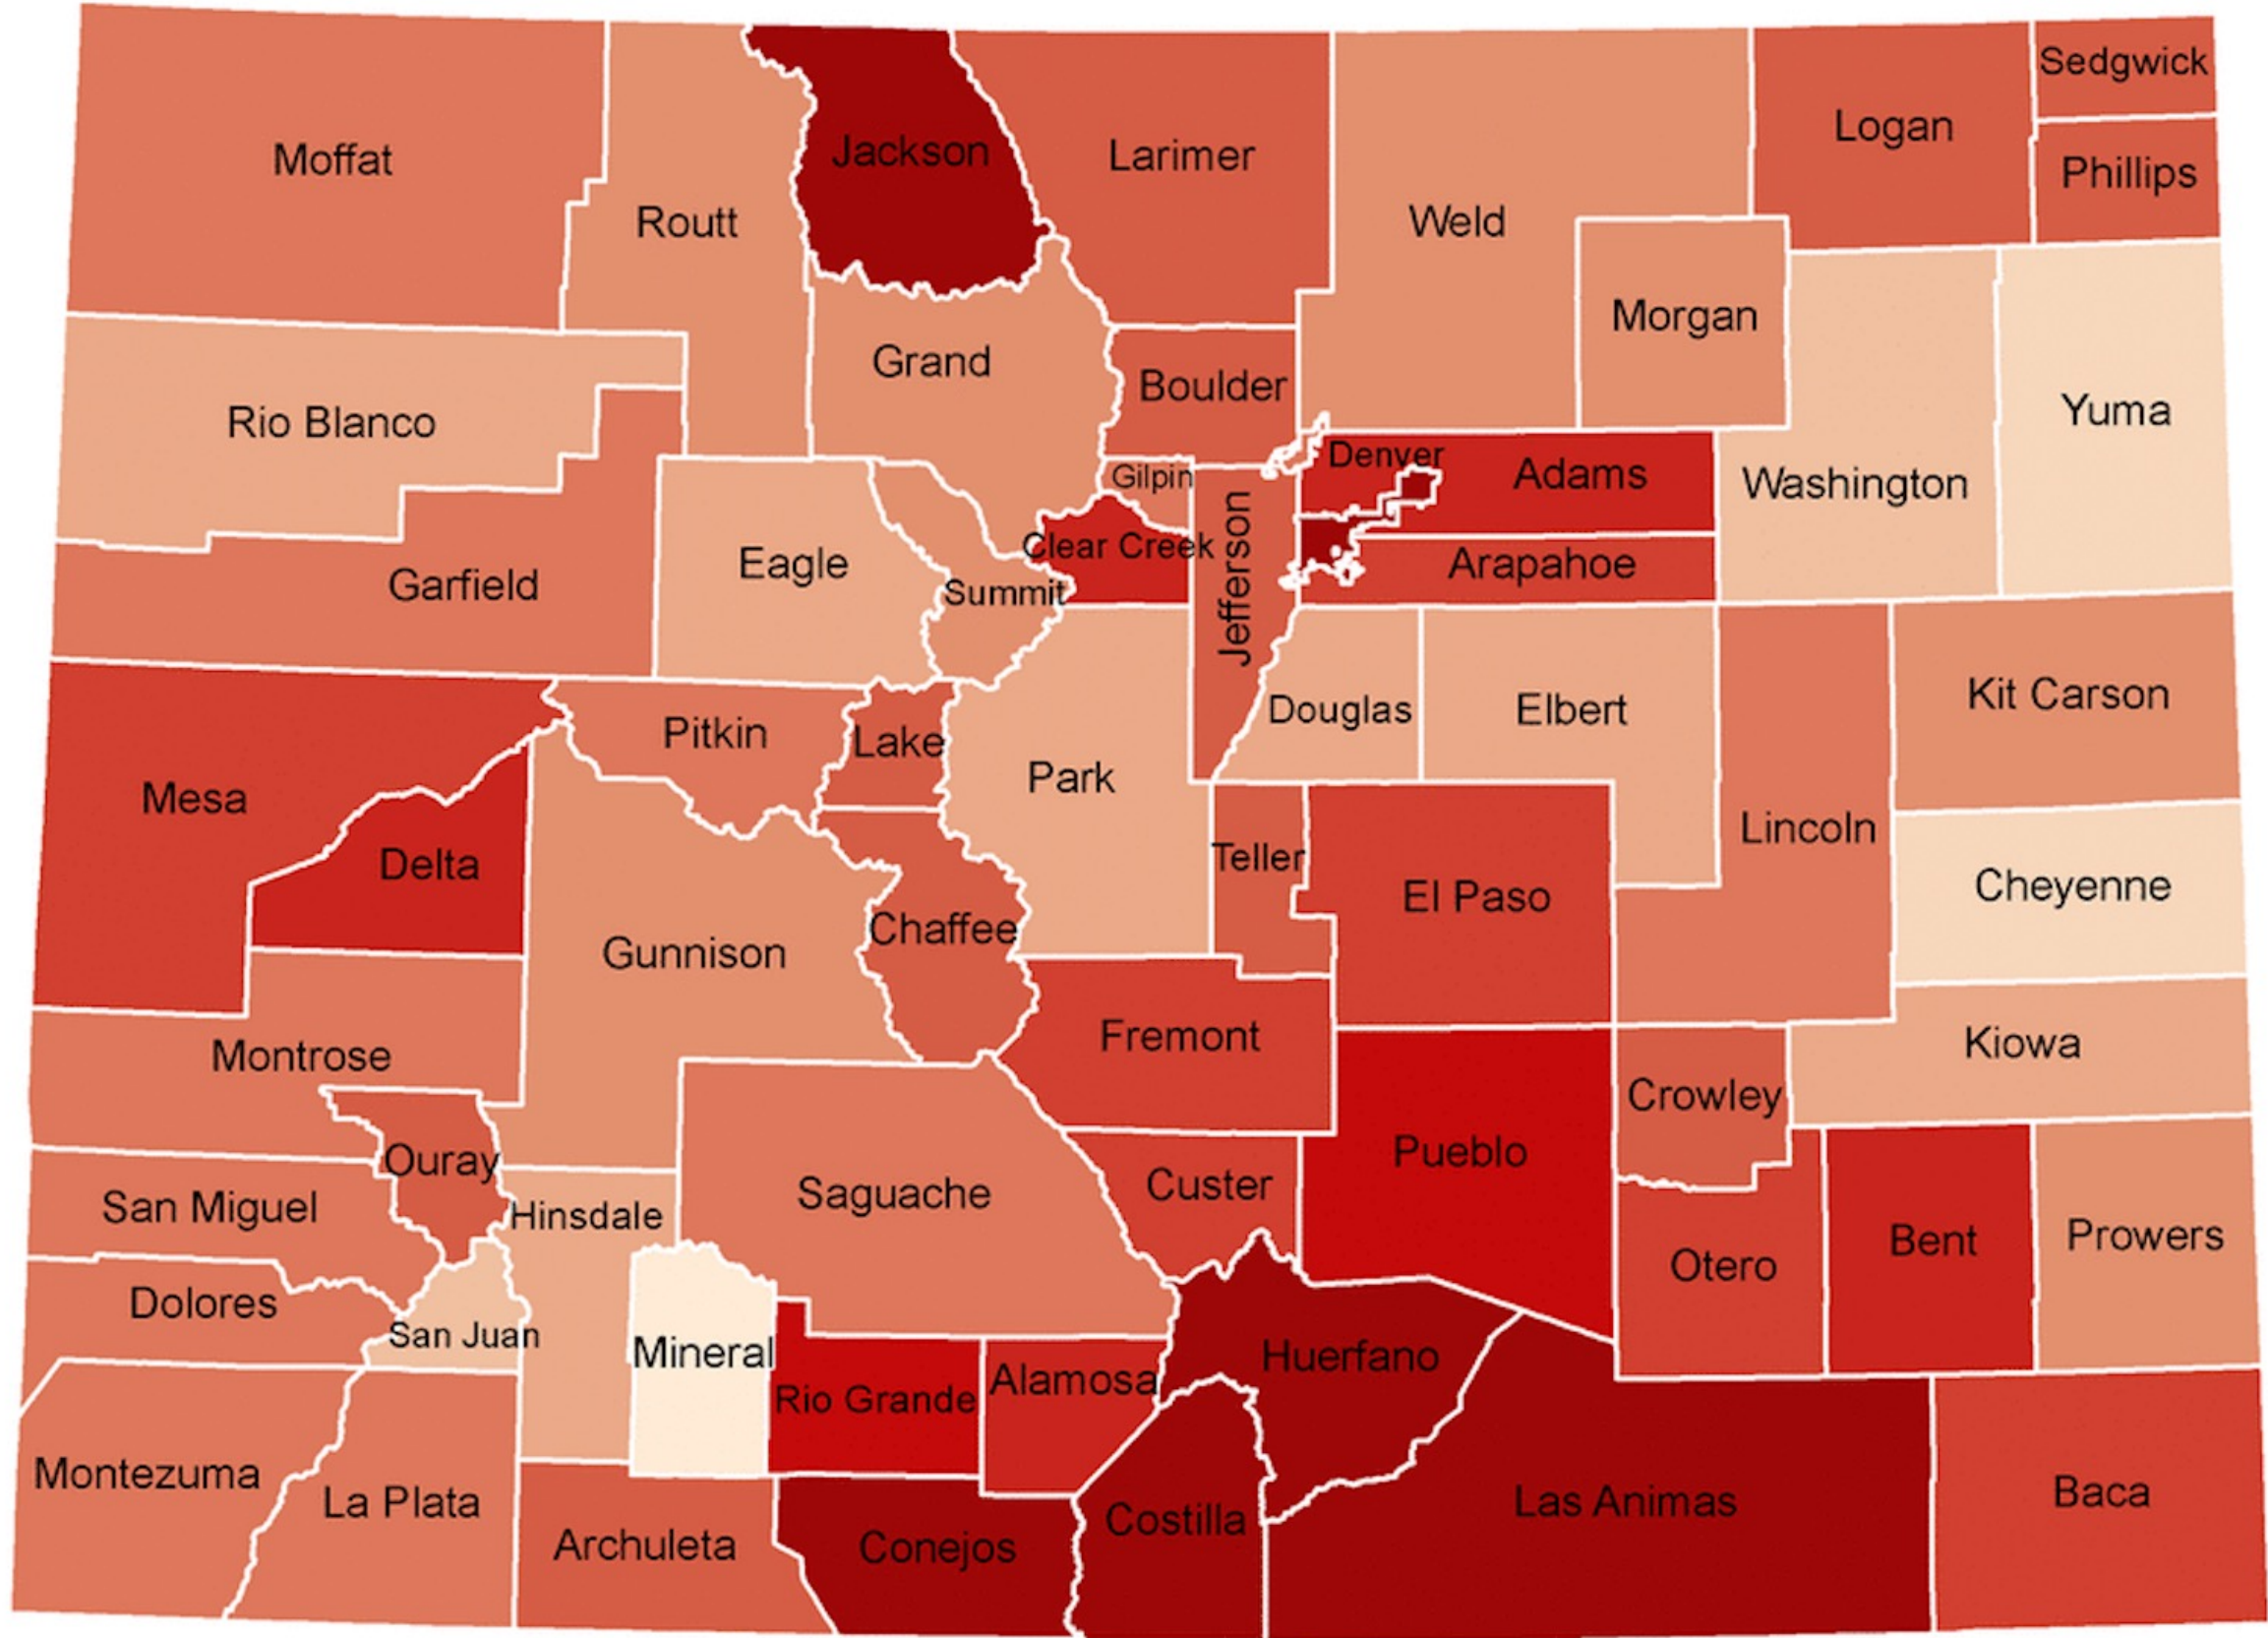 Sedgwick
Logan
Jackson
Larimer
Moffat
Phillips
Routt
Weld
Morgan
Grand
Boulder
Yuma
Rio Blanco
Denver
Adams
Gilpin
Washington
Clear Creek
Eagle
Arapahoe
Jefferson
Garfield
Summit
Kit Carson
Douglas
Elbert
Pitkin
Lake
Park
Mesa
Lincoln
Teller
Delta
Cheyenne
El Paso
Chaffee
Gunnison
Fremont
Kiowa
Montrose
Crowley
Pueblo
Ouray
Custer
Saguache
San Miguel
Hinsdale
Prowers
Bent
Otero
Dolores
San Juan
Mineral
Huerfano
Alamosa
Rio Grande
Montezuma
Baca
La Plata
Las Animas
Costilla
Archuleta
Conejos